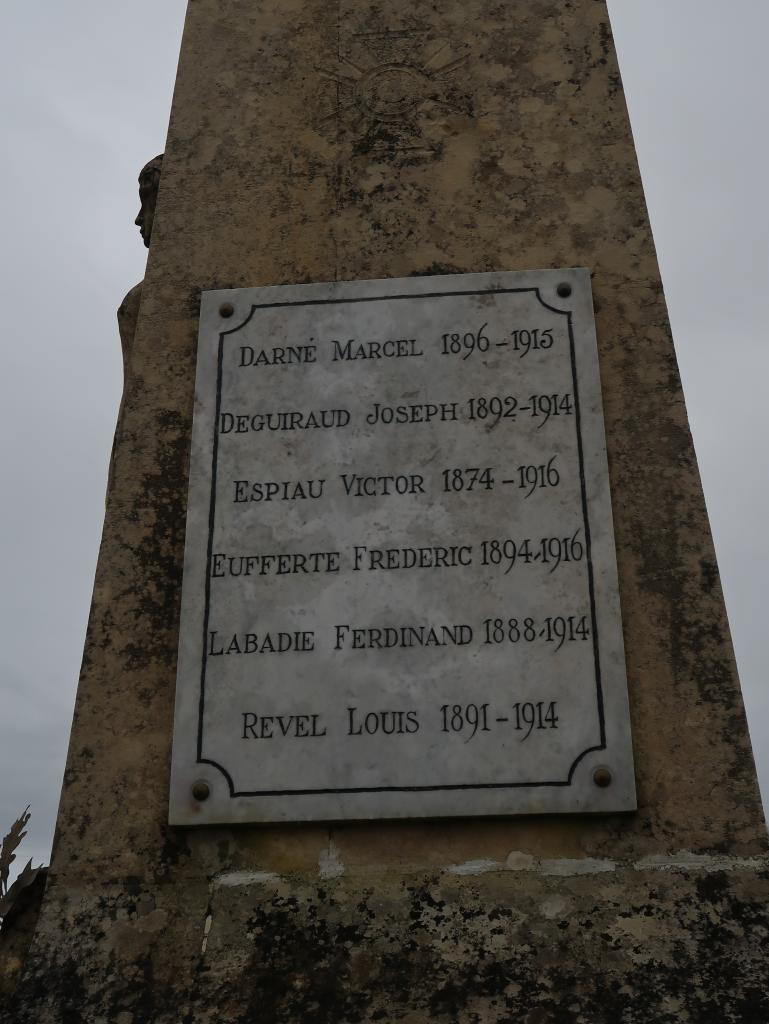 DARNÉ MARCEL 1896-1915
DEGUIRAUD JOSEPH 1892-1914
ESPIAU VICTOR 1874-1916
EUFFERTE FREDERIC 1894-1916
LABADIE FERDINAND 1888-1914
REVEL LOUIS 1891-1914